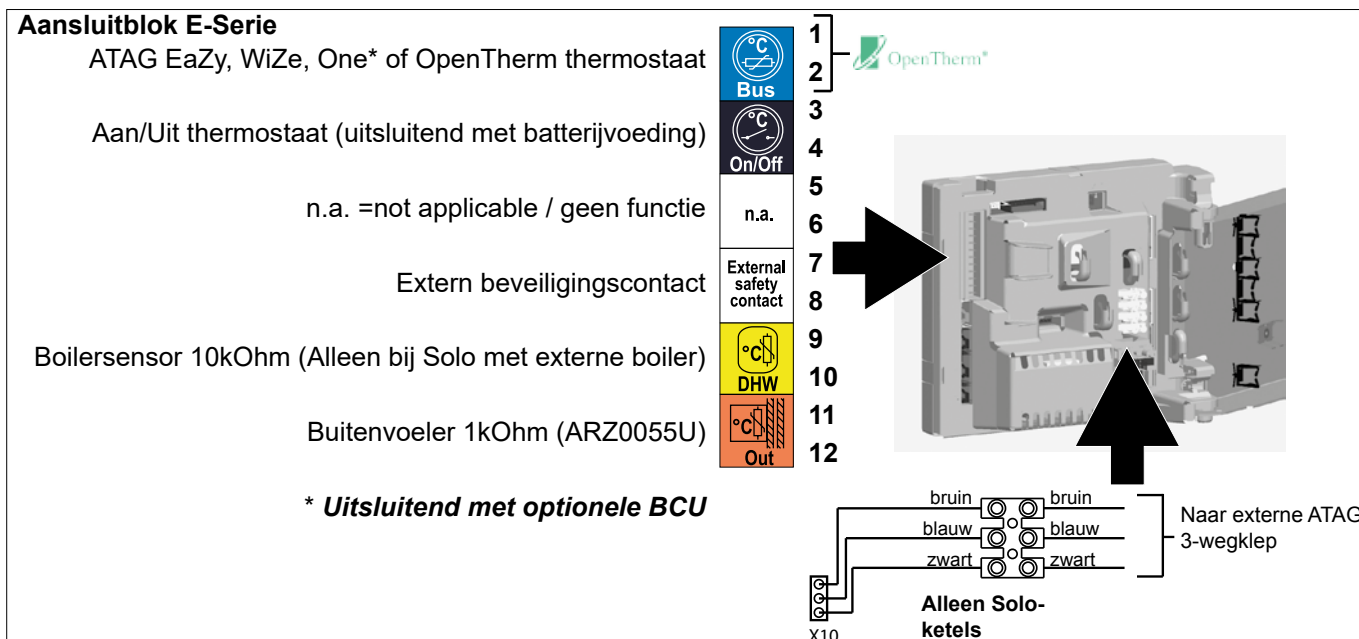 Aansluitblok E-Serie
ATAG EaZy, WiZe, One* of OpenTherm thermostaat
°C
Bus
1
2
OpenTherm®
Aan/Uit thermostaat (uitsluitend met batterijvoeding)
°C
On/Off
3
4
n.a. =not applicable / geen functie
n.a.
5
6
Extern beveiligingscontact
External
safety
contact
7
8
Boilersensor 10kOhm (Alleen bij Solo met externe boiler)
°C
DHW
9
10
Buitenvoeler 1kOhm (ARZ0055U)
°C
Out
11
12
* Uitsluitend met optionele BCU
bruin bruin
blauw blauw
zwart zwart
Naar externe ATAG
3-wegklep
X10
Alleen Solo-
ketels